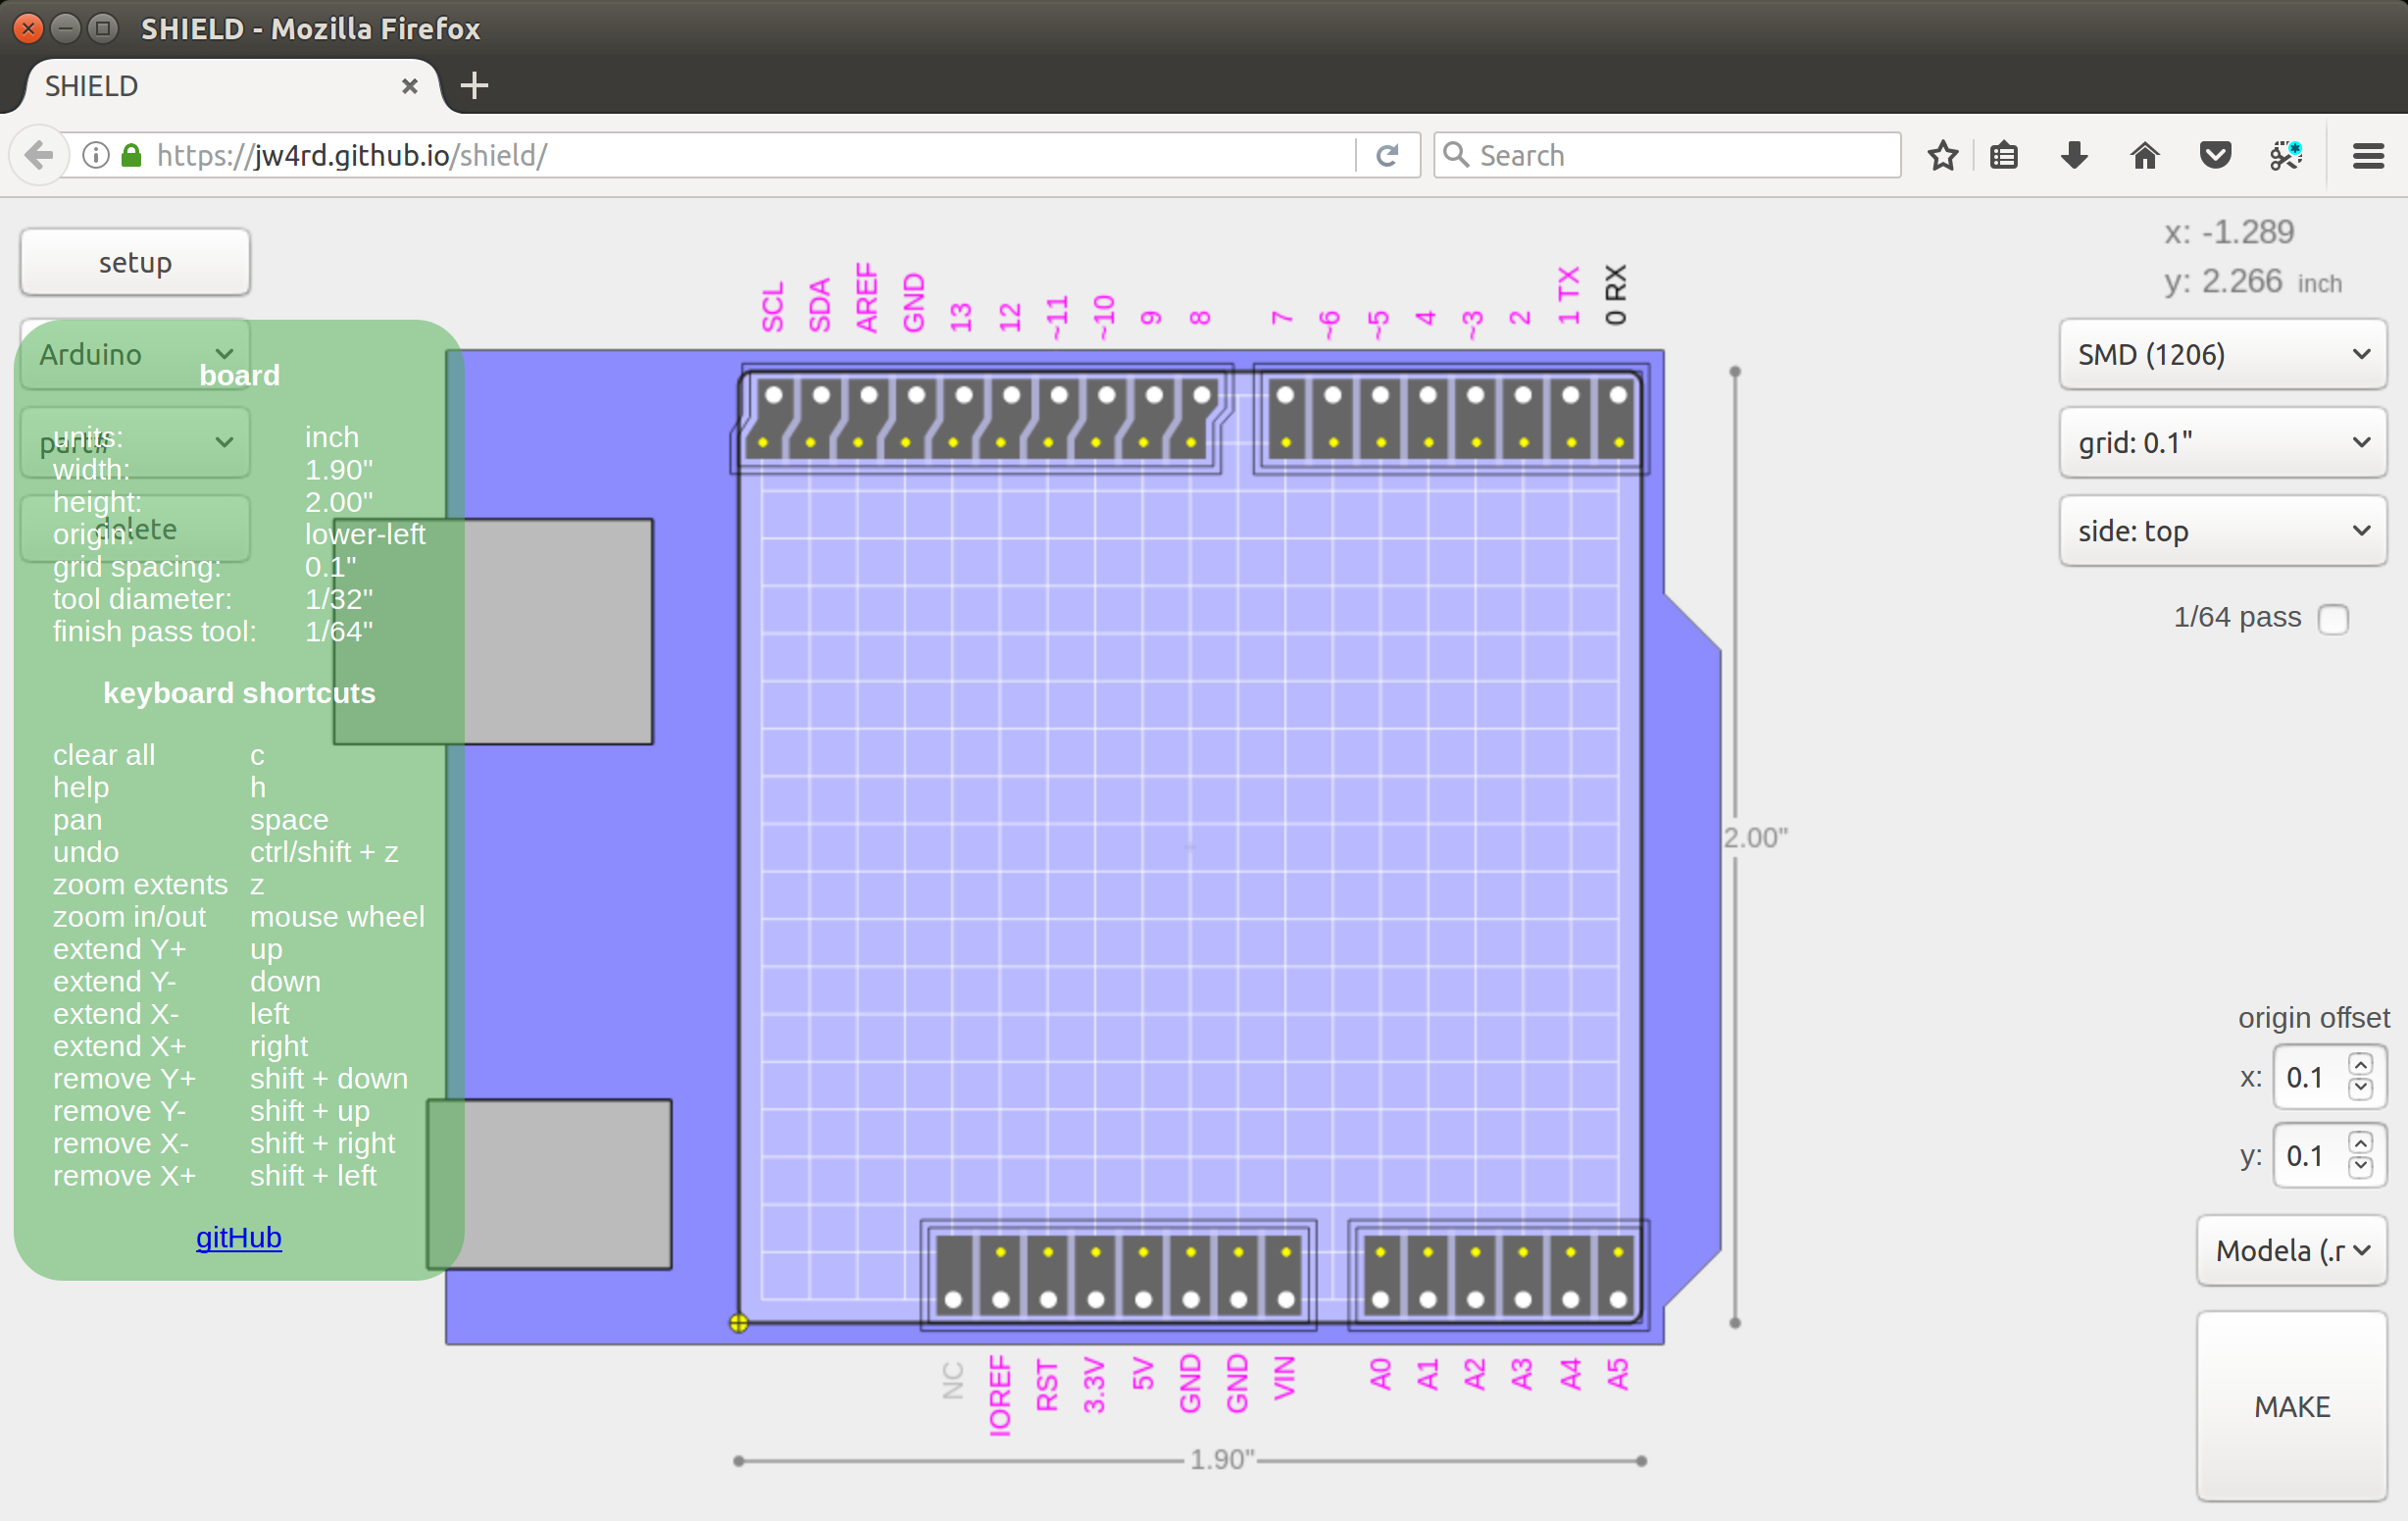 SHIELD - Mozilla Firefox
SHIELD
https://jw4rd.github.io/shield/
Search
setup
Arduino
part#
delete
board
units: inch
width: 1.90"
height: 2.00"
origin: lower-left
grid spacing: 0.1"
tool diameter: 1/32"
finish pass tool: 1/64"
keyboard shortcuts
clear all c
help h
pan space
undo ctrl/shift + z
zoom extents z
zoom in/out mouse wheel
extend Y+ up
extend Y- down
extend X- left
extend X+ right
remove Y+ shift + down
remove Y- shift + up
remove X- shift + right
remove X+ shift + left
gitHub
SCL
SDA
AREF
GND
13
12
~11
~10
9
8
7
~6
~5
4
~3
2
1 TX
0 RX
2.00"
NC
IOREF
RST
3.3V
5V
GND
GND
VIN
A0
A1
A2
A3
A4
A5
1.90"
x: -1.289
y: 2.266 inch
SMD (1206)
grid: 0.1"
side: top
1/64 pass
origin offset
x: 0.1
y: 0.1
Modela (.r
MAKE